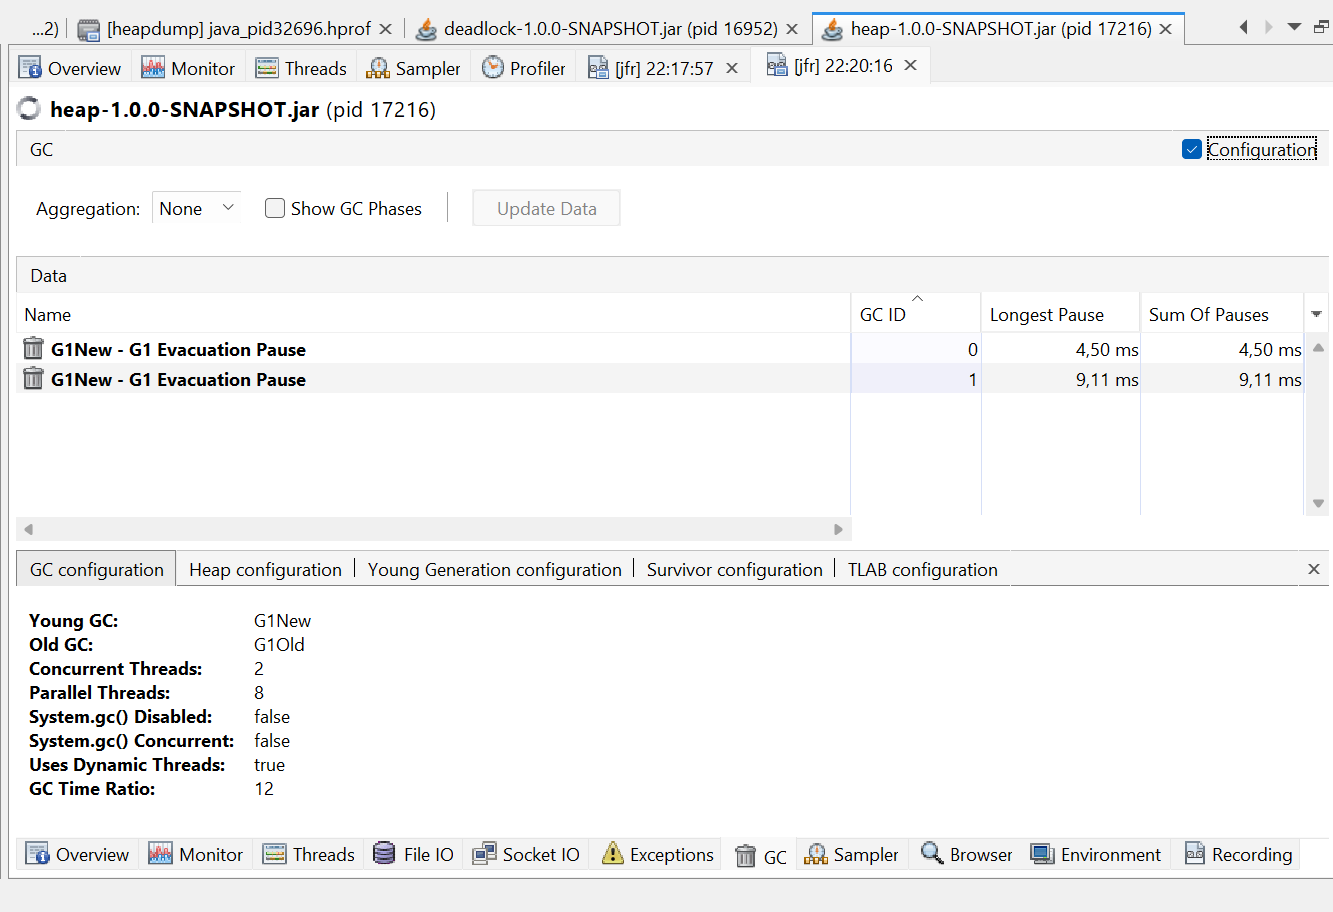 ...2) [heapdump] java_pid32696.hprof deadlock-1.0.0-SNAPSHOT.jar (pid 16952) heap-1.0.0-SNAPSHOT.jar (pid 17216)
Overview Monitor Threads Sampler Profiler [jfr] 22:17:57 [jfr] 22:20:16
heap-1.0.0-SNAPSHOT.jar (pid 17216)
GC Configuration
Aggregation: None Show GC Phases Update Data
Data
Name GC ID Longest Pause Sum Of Pauses
G1New - G1 Evacuation Pause 0 4,50 ms 4,50 ms
G1New - G1 Evacuation Pause 1 9,11 ms 9,11 ms
GC configuration Heap configuration Young Generation configuration Survivor configuration TLAB configuration
Young GC: G1New
Old GC: G1Old
Concurrent Threads: 2
Parallel Threads: 8
System.gc() Disabled: false
System.gc() Concurrent: false
Uses Dynamic Threads: true
GC Time Ratio: 12
Overview Monitor Threads File IO Socket IO Exceptions GC Sampler Browser Environment Recording